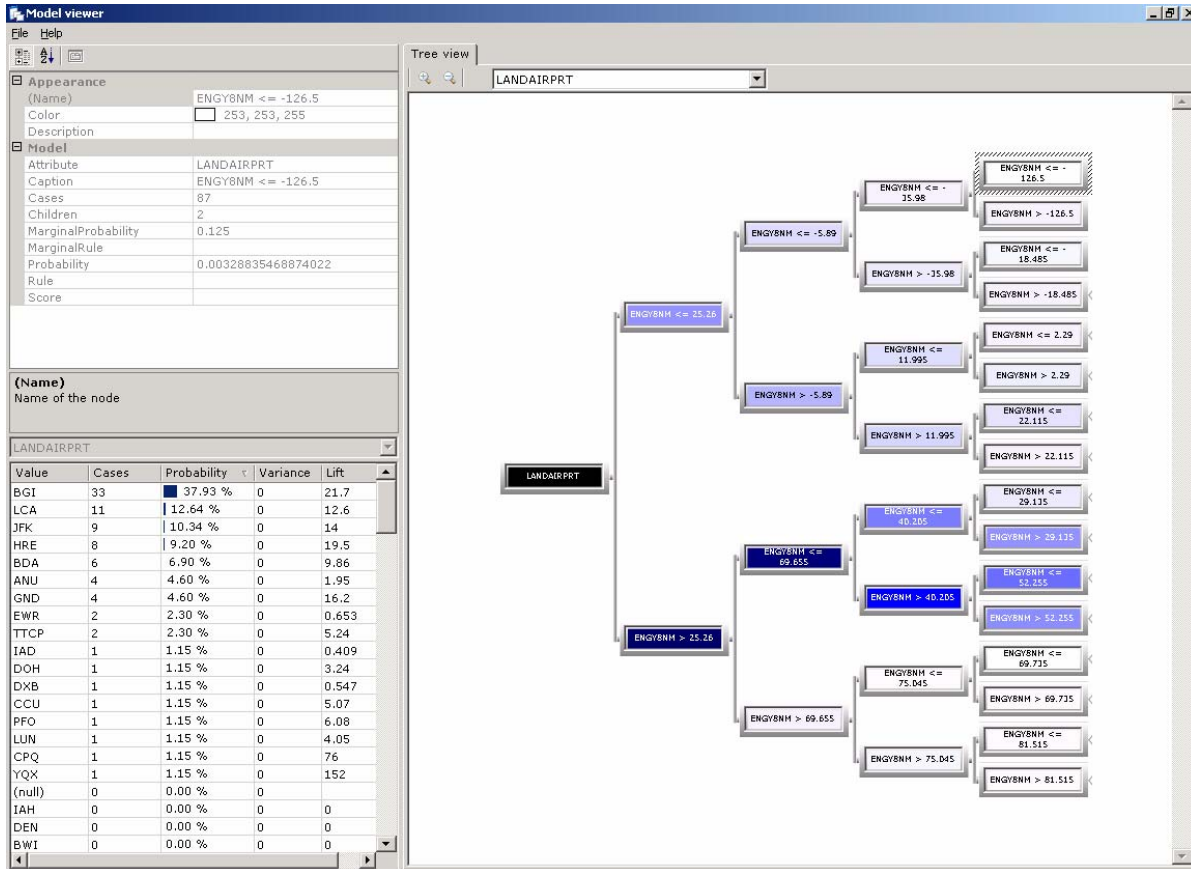 Model viewer
File Help
Appearance
(Name) ENGY8NM <= -126.5
Color 253, 253, 255
Description
Model
Attribute LANDAIRPRT
Caption ENGY8NM <= -126.5
Cases 87
Children 2
MarginalProbability 0.125
MarginalRule
Probability 0.00328835468874022
Rule
Score
(Name)
Name of the node
LANDAIRPRT
Value Cases Probability Variance Lift
BGI 33 37.93 % 0 21.7
LCA 11 12.64 % 0 12.6
JFK 9 10.34 % 0 14
HRE 8 9.20 % 0 19.5
BDA 6 6.90 % 0 9.86
ANU 4 4.60 % 0 1.95
GND 4 4.60 % 0 16.2
EWR 2 2.30 % 0 0.653
TTCP 2 2.30 % 0 5.24
IAD 1 1.15 % 0 0.409
DOH 1 1.15 % 0 3.24
DXB 1 1.15 % 0 0.547
CCU 1 1.15 % 0 5.07
PFO 1 1.15 % 0 6.08
LUN 1 1.15 % 0 4.05
CPQ 1 1.15 % 0 76
YQX 1 1.15 % 0 152
(null) 0 0.00 % 0
IAH 0 0.00 % 0 0
DEN 0 0.00 % 0 0
BWI 0 0.00 % 0 0
Tree view
LANDAIRPRT
LANDAIRPRT
ENGY8NM <= 25.26
ENGY8NM > 25.26
ENGY8NM <= -5.89
ENGY8NM > -5.89
ENGY8NM <=
69.655
ENGY8NM > 69.655
ENGY8NM <= -
35.98
ENGY8NM > -35.98
ENGY8NM <=
11.995
ENGY8NM > 11.995
ENGY8NM <=
40.205
ENGY8NM > 40.205
ENGY8NM <=
75.045
ENGY8NM > 75.045
ENGY8NM <= -
126.5
ENGY8NM > -126.5
ENGY8NM <= -
18.485
ENGY8NM > -18.485
ENGY8NM <= 2.29
ENGY8NM > 2.29
ENGY8NM <=
22.115
ENGY8NM > 22.115
ENGY8NM <=
29.135
ENGY8NM > 29.135
ENGY8NM <=
52.255
ENGY8NM > 52.255
ENGY8NM <=
69.735
ENGY8NM > 69.735
ENGY8NM <=
81.515
ENGY8NM > 81.515